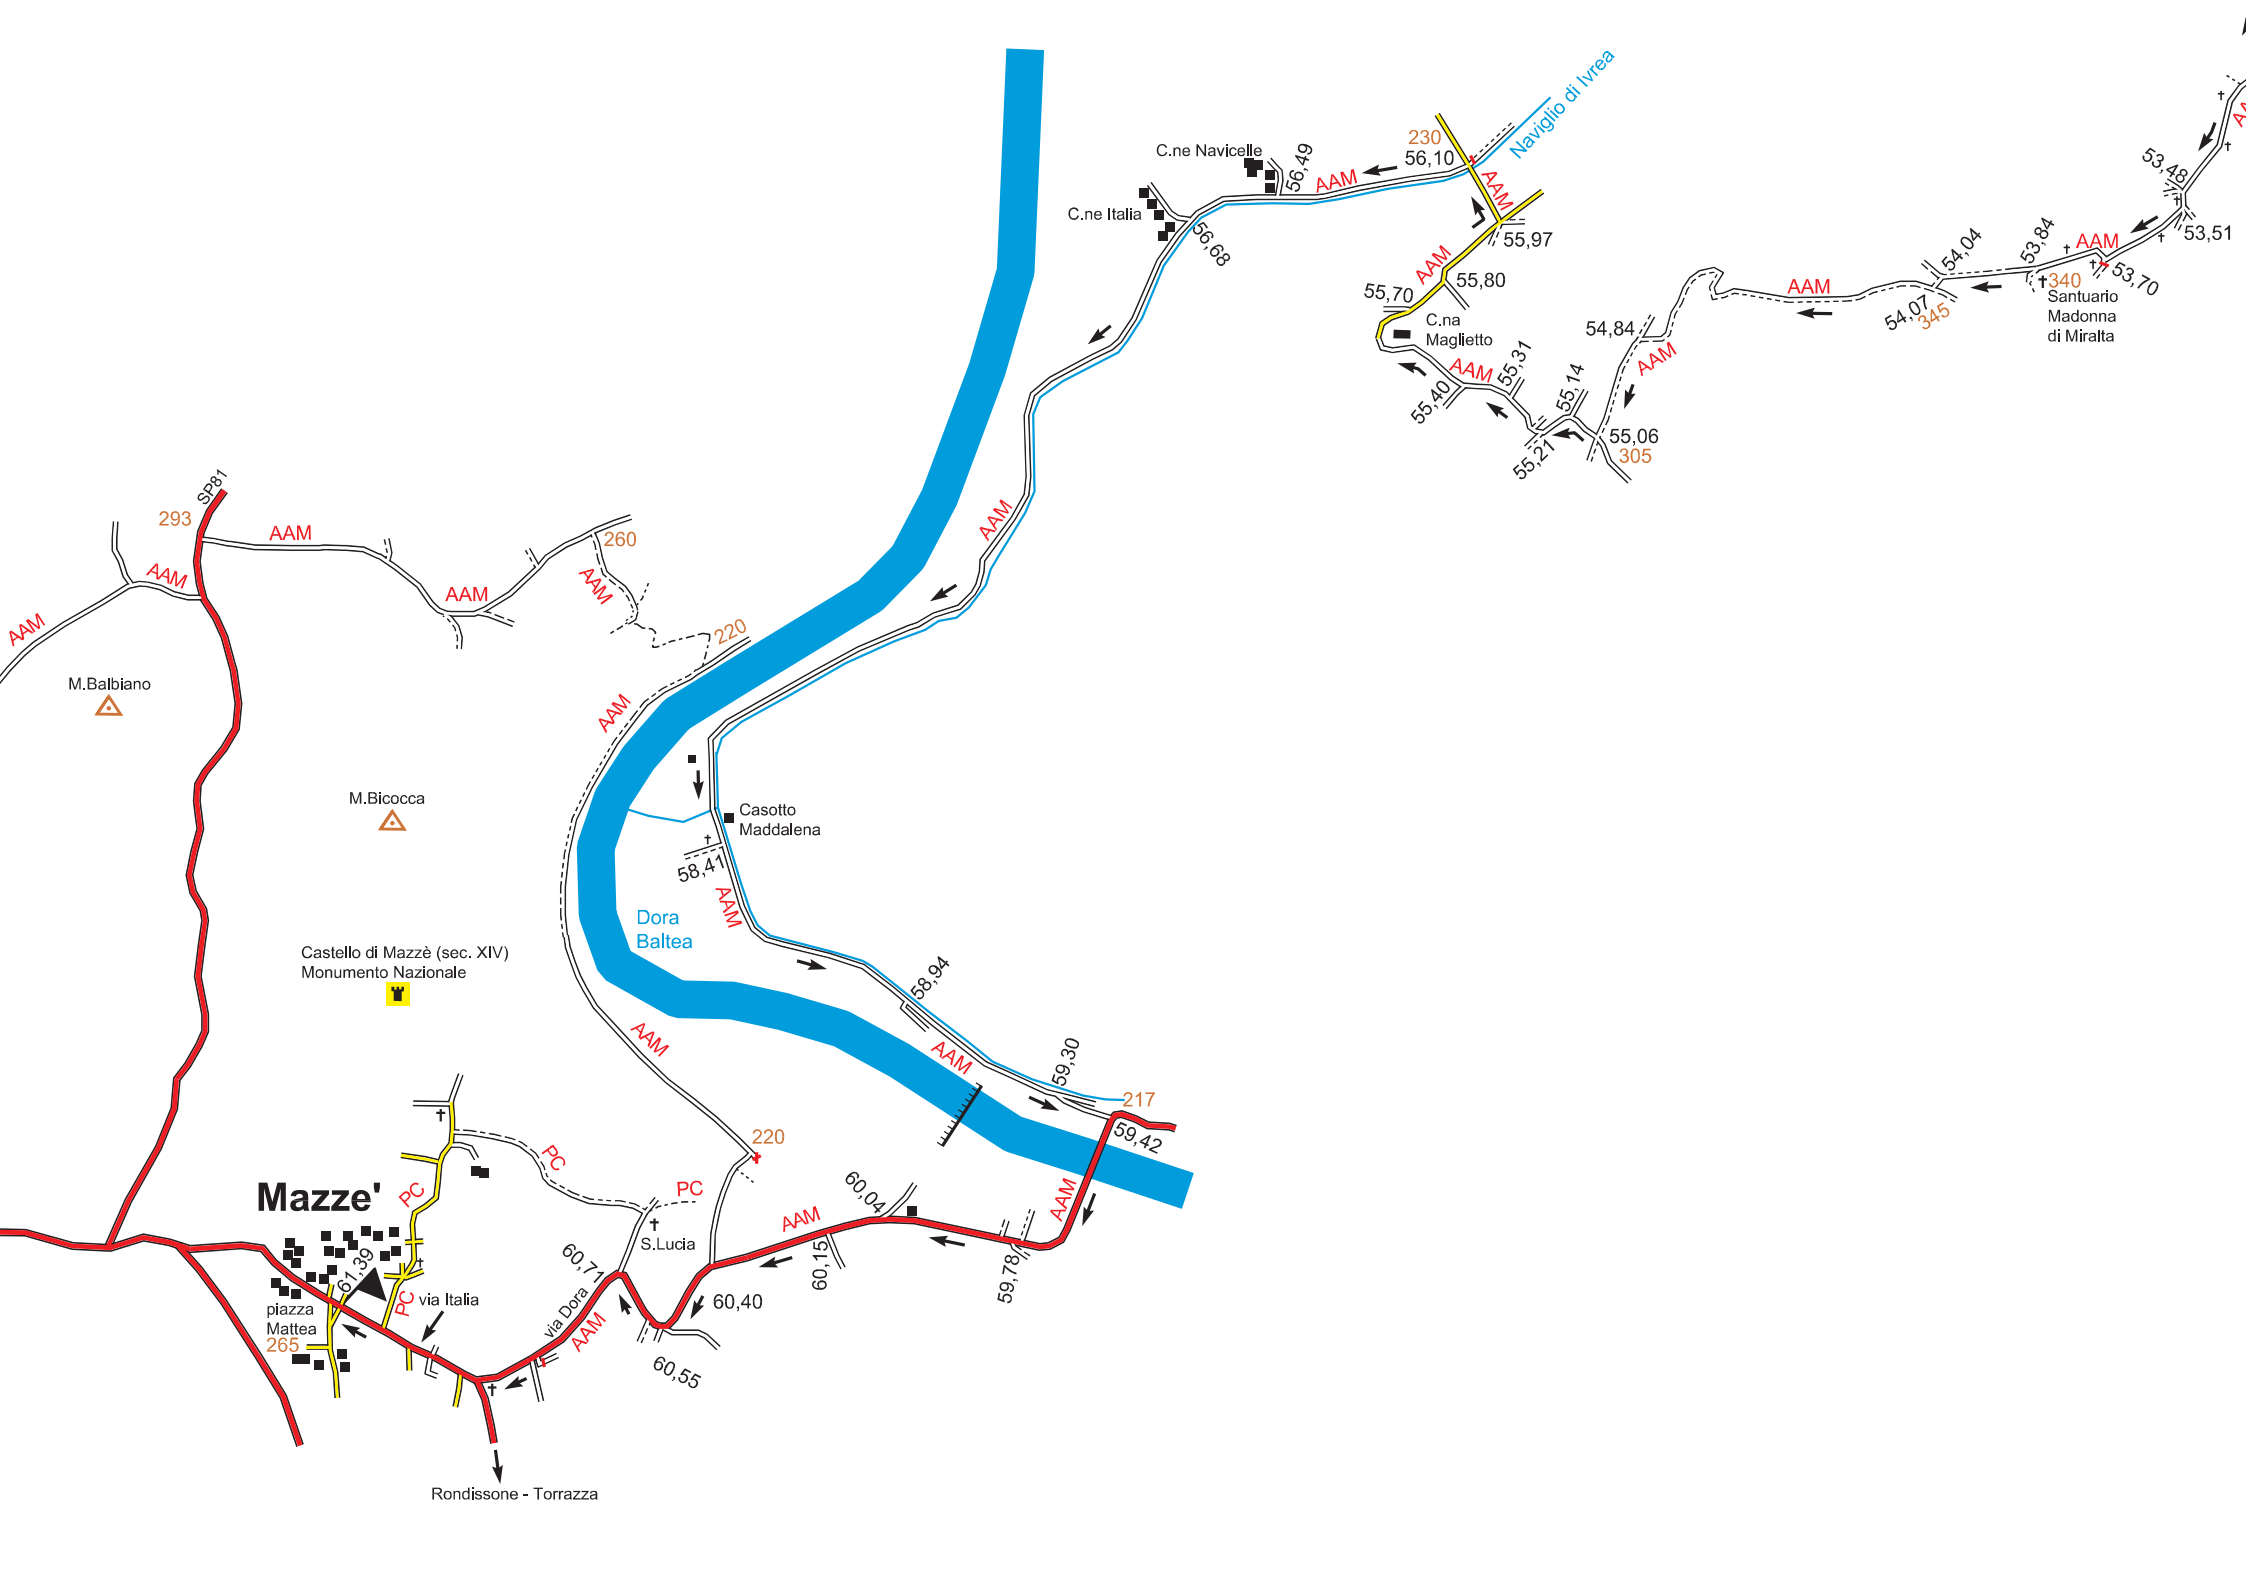 Naviglio di Ivrea
230
56,10
C.ne Navicelle
56,49
AAM
AAM
C.ne Italia
56,68
55,97
AAM
55,80
55,70
C.na
Maglietto
AAM
55,31
55,40
55,14
55,21
55,06
305
54,84
AAM
AAM
54,07
345
54,04
53,84
340
Santuario
Madonna
di Miralta
AAM
53,70
53,51
53,48
SP81
293
AAM
AAM
AAM
AAM
260
AAM
220
AAM
AAM
M.Balbiano
M.Bicocca
Casotto
Maddalena
58,41
AAM
Dora
Baltea
Castello di Mazzè (sec. XIV)
Monumento Nazionale
58,94
AAM
AAM
59,30
217
59,42
220
AAM
PC
PC
PC
Mazze'
60,04
AAM
S.Lucia
60,15
59,78
60,71
61,39
PC
via Italia
60,40
piazza
Mattea
265
via Dora
AAM
60,55
Rondissone - Torrazza